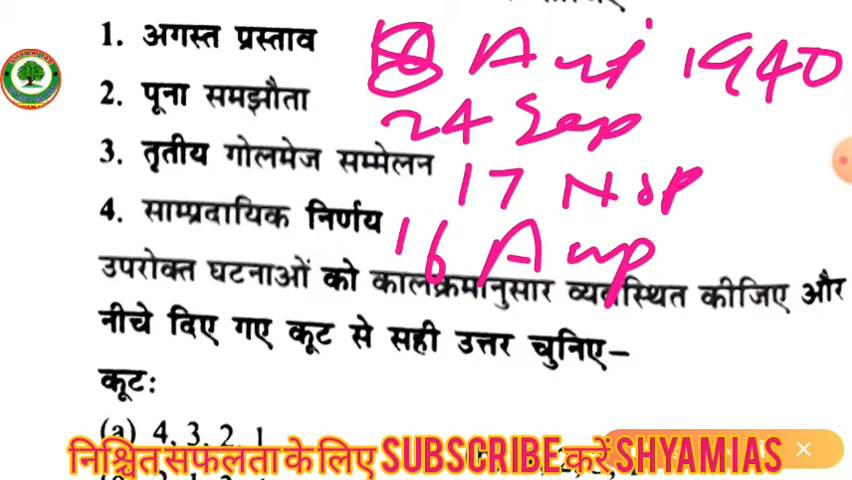 1. अगस्त प्रस्ताव 8 Aug 1940
2. पूना समझौता 24 Sep
3. तृतीय गोलमेज सम्मेलन 17 Nov
4. साम्प्रदायिक निर्णय 16 Aug
उपरोक्त घटनाओं को कालक्रमानुसार व्यवस्थित कीजिए और
नीचे दिए गए कूट से सही उत्तर चुनिए–
कूटः
(a) 4, 3, 2, 1
निश्चित सफलता के लिए SUBSCRIBE करें SHYAMIAS